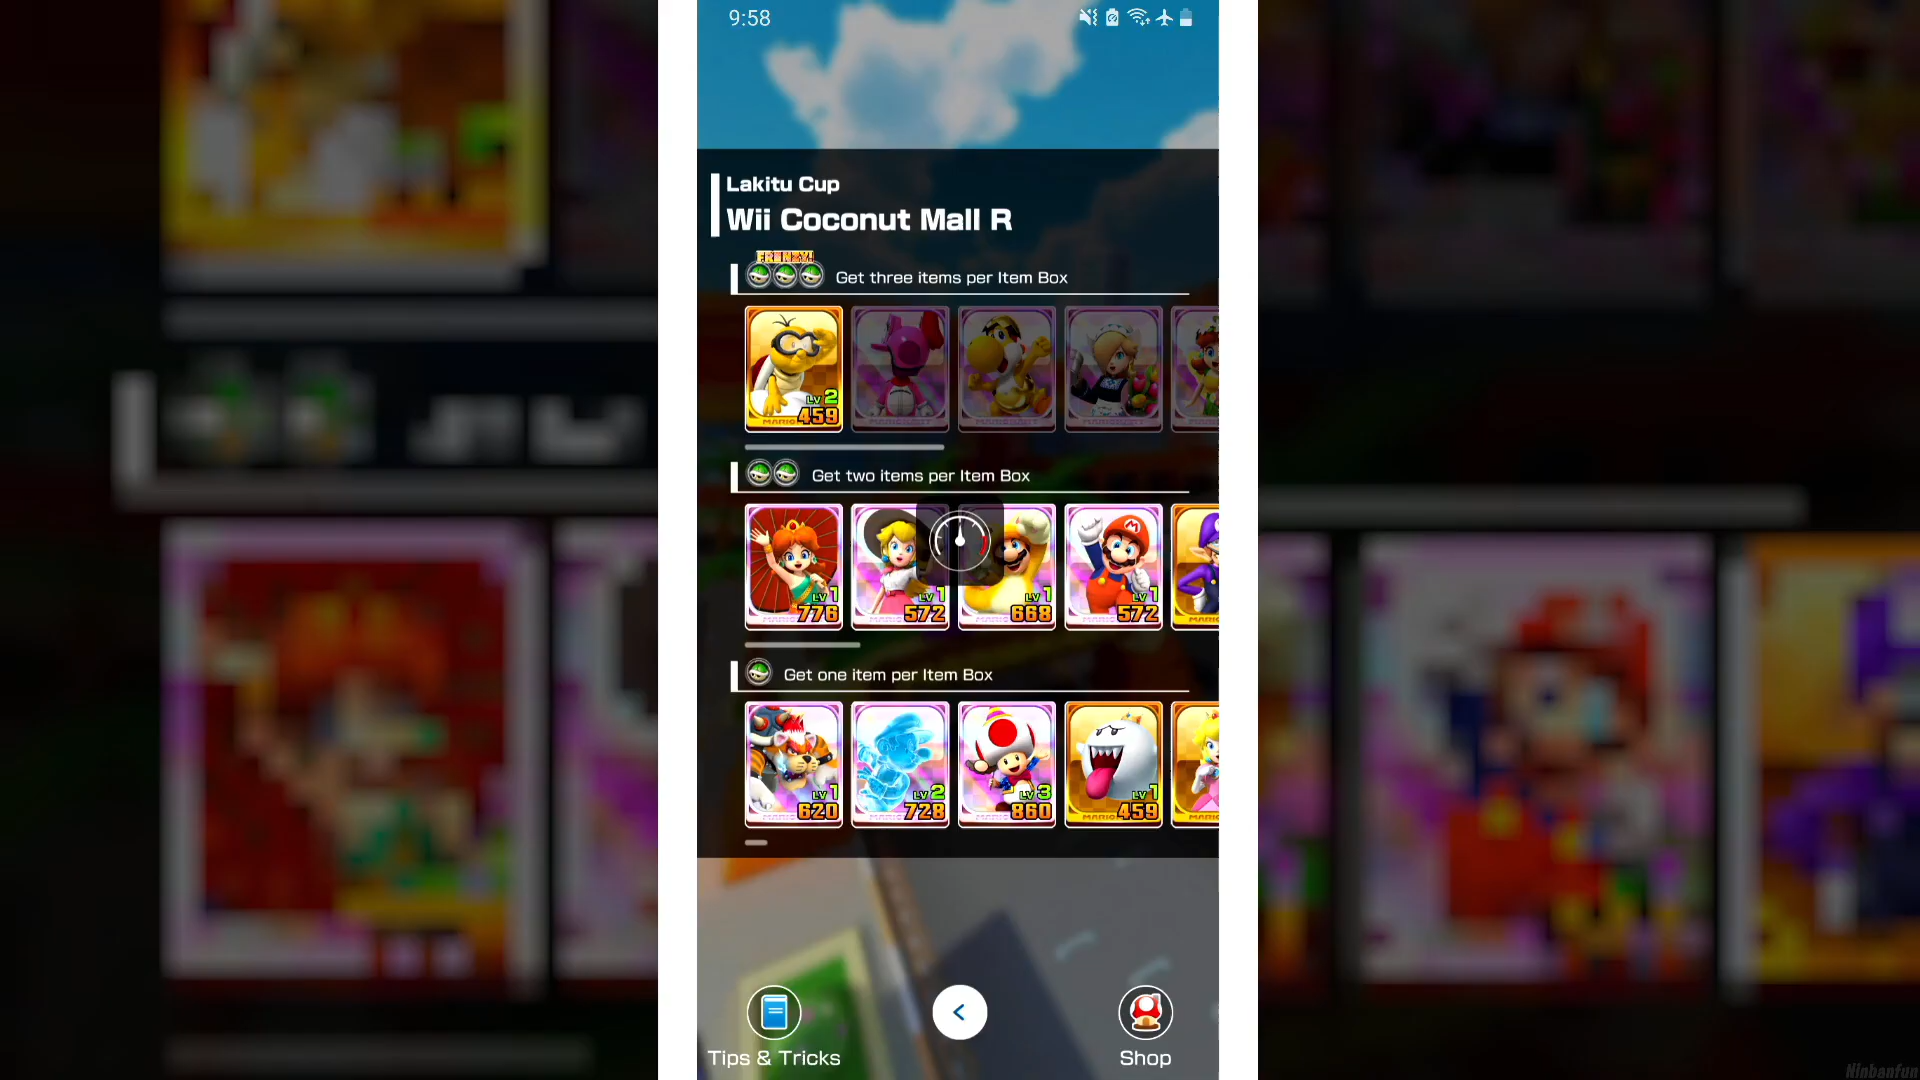 9:58
Lakitu Cup
Wii Coconut Mall R
FRENZY!
Get three items per Item Box
LV 2
459
Get two items per Item Box
LV 1 LV 1 LV 1 LV 1
776 572 668 572
Get one item per Item Box
LV 1 LV 2 LV 3 LV 1
620 728 860 459
Tips & Tricks
Shop
Ninbanfun